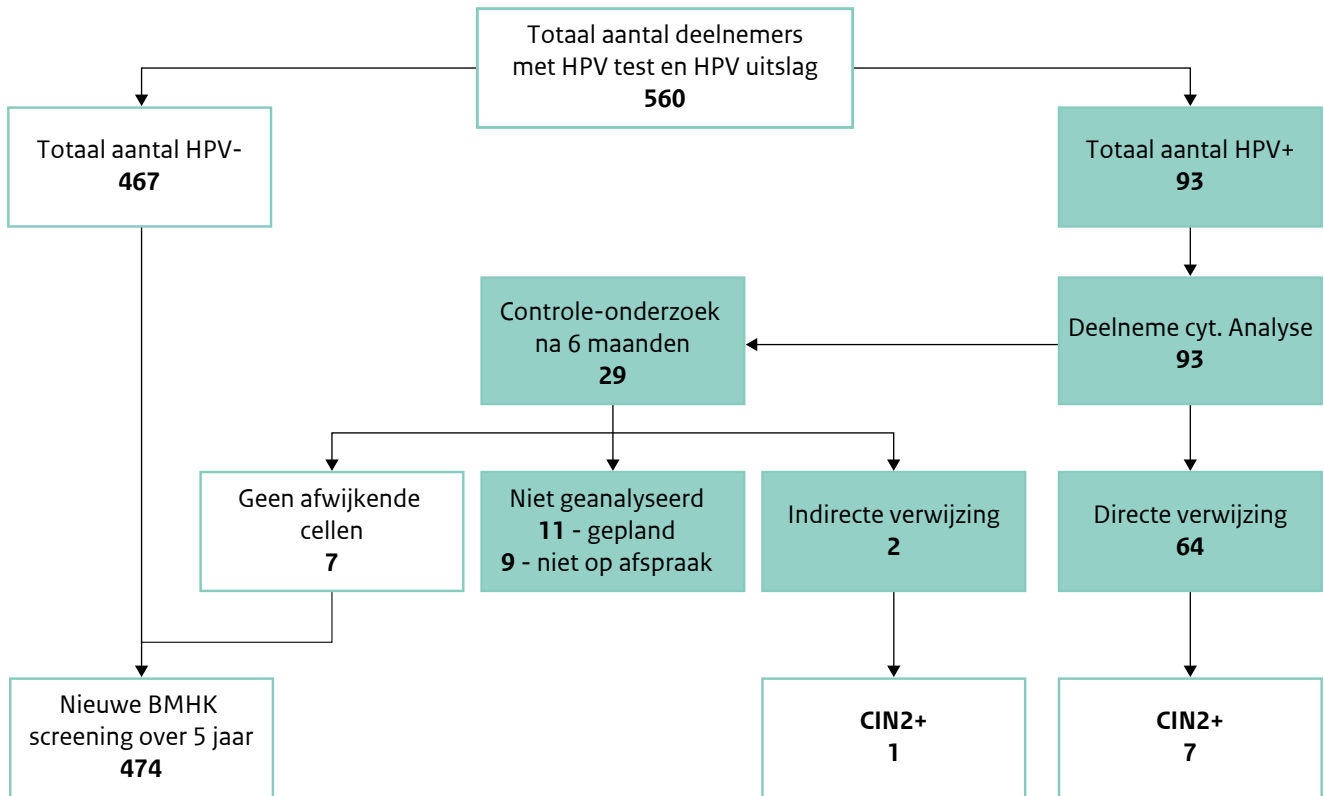 Totaal aantal deelnemers
met HPV test en HPV uitslag
560
Totaal aantal HPV-
467
Totaal aantal HPV+
93
Controle-onderzoek
na 6 maanden
29
Deelneme cyt. Analyse
93
Geen afwijkende
cellen
7
Niet geanalyseerd
11 - gepland
9 - niet op afspraak
Indirecte verwijzing
2
Directe verwijzing
64
Nieuwe BMHK
screening over 5 jaar
474
CIN2+
1
CIN2+
7